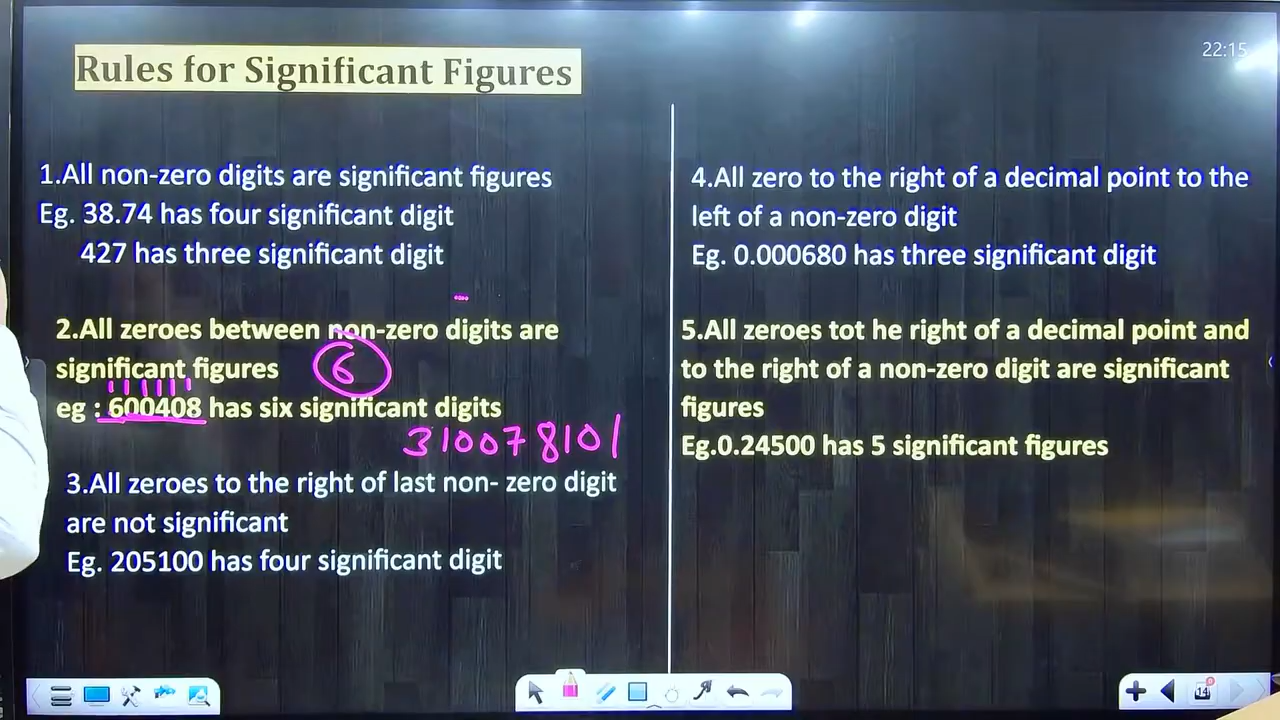 22:15
Rules for Significant Figures
1.All non-zero digits are significant figures
Eg. 38.74 has four significant digit
427 has three significant digit
2.All zeroes between non-zero digits are
significant figures
6
eg : 600408 has six significant digits
310078101
3.All zeroes to the right of last non- zero digit
are not significant
Eg. 205100 has four significant digit
4.All zero to the right of a decimal point to the
left of a non-zero digit
Eg. 0.000680 has three significant digit
5.All zeroes tot he right of a decimal point and
to the right of a non-zero digit are significant
figures
Eg.0.24500 has 5 significant figures
14